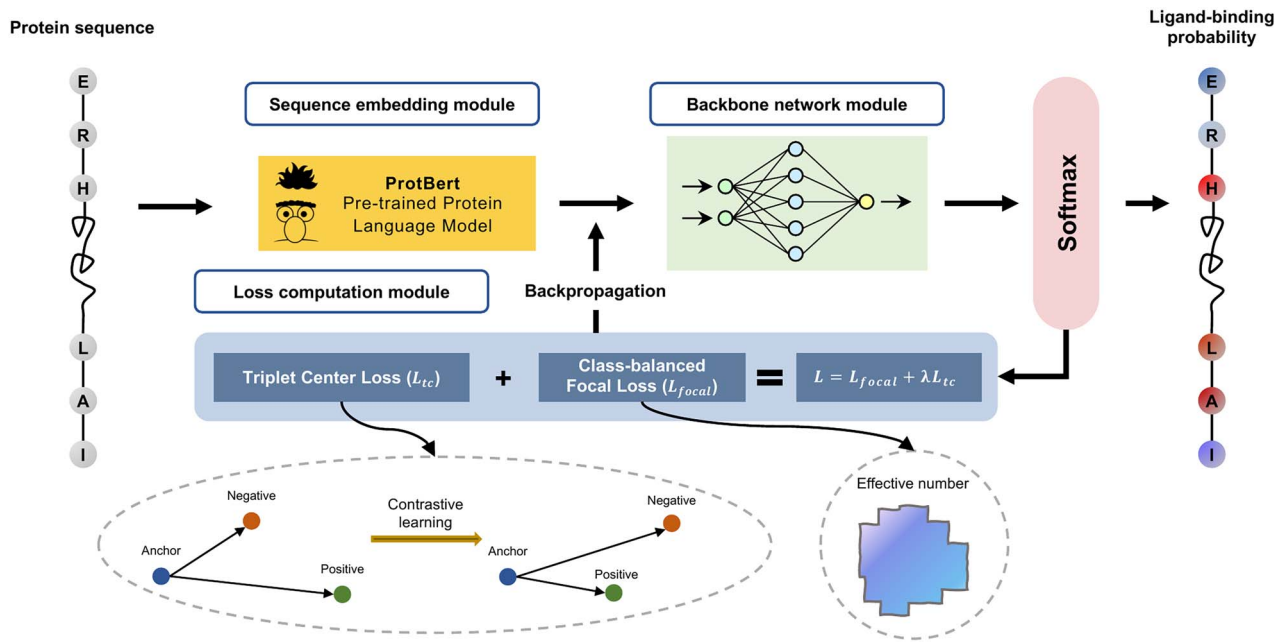 Protein sequence
Ligand-binding
probability
E
R
H
L
A
I
Sequence embedding module
ProtBert
Pre-trained Protein
Language Model
Backbone network module
Softmax
E
R
H
L
A
I
Loss computation module
Backpropagation
Triplet Center Loss (L_tc)
+
Class-balanced
Focal Loss (L_focal)
=
L = L_focal + λL_tc
Negative
Anchor
Positive
Contrastive
learning
Negative
Anchor
Positive
Effective number